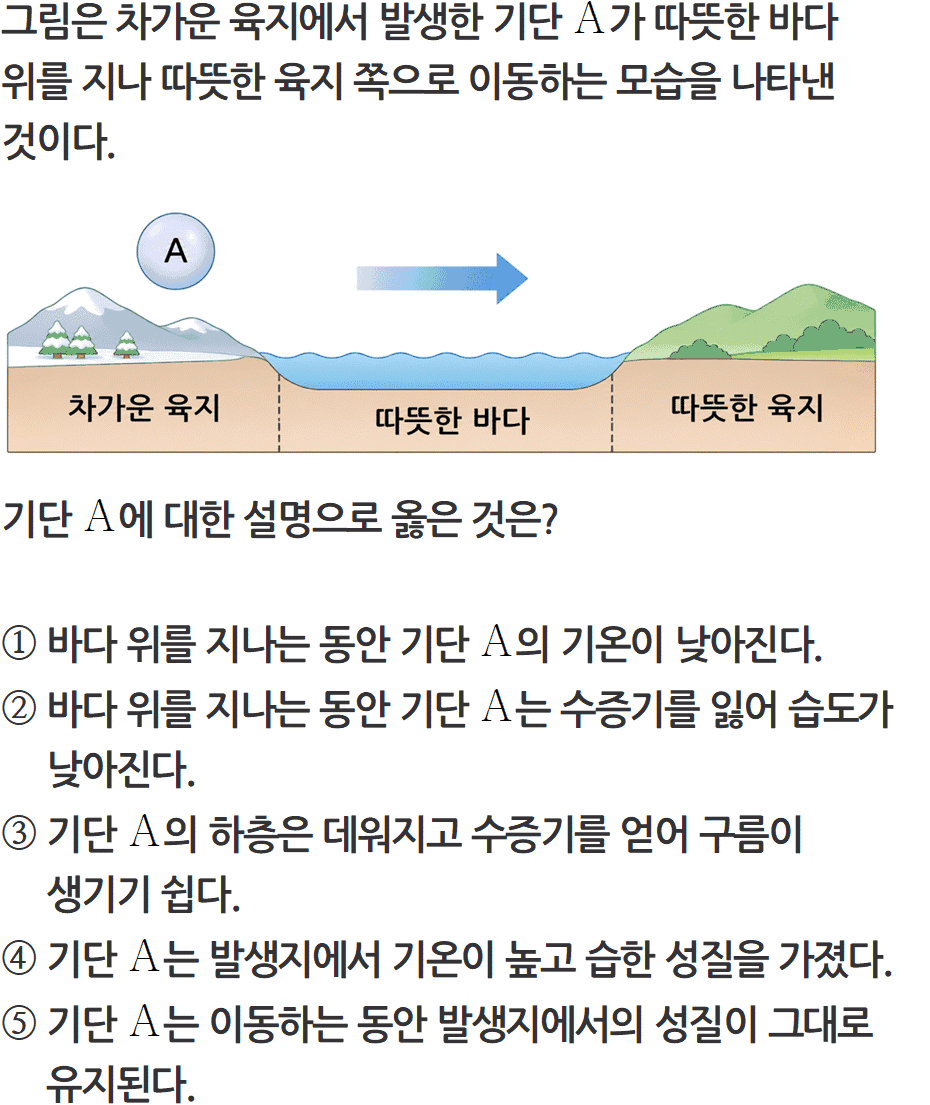 그림은 차가운 육지에서 발생한 기단 A가 따뜻한 바다
위를 지나 따뜻한 육지 쪽으로 이동하는 모습을 나타낸
것이다.
A
차가운 육지
따뜻한 바다
따뜻한 육지
기단 A에 대한 설명으로 옳은 것은?
① 바다 위를 지나는 동안 기단 A의 기온이 낮아진다.
② 바다 위를 지나는 동안 기단 A는 수증기를 잃어 습도가
낮아진다.
③ 기단 A의 하층은 데워지고 수증기를 얻어 구름이
생기기 쉽다.
④ 기단 A는 발생지에서 기온이 높고 습한 성질을 가졌다.
⑤ 기단 A는 이동하는 동안 발생지에서의 성질이 그대로
유지된다.